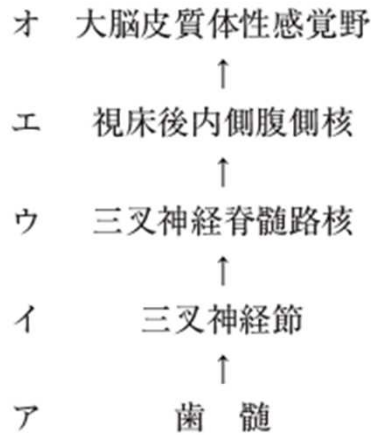 オ 大脳皮質体性感覚野
↑
エ 視床後内側腹側核
↑
ウ 三叉神経脊髄路核
↑
イ 三叉神経節
↑
ア 歯 髄